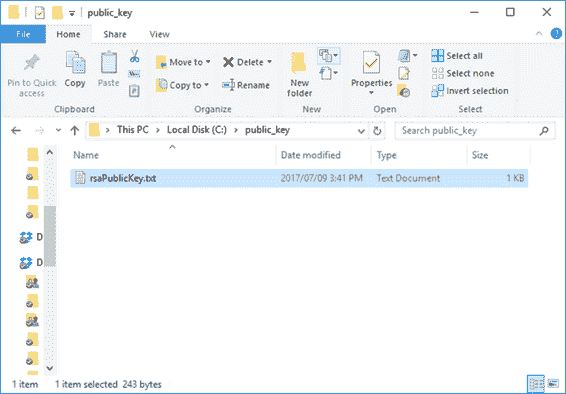 public_key
File Home Share View
Pin to Quick access
Copy
Paste
Clipboard
Move to
Copy to
Delete
Rename
Organize
New folder
New
Properties
Open
Select all
Select none
Invert selection
Select
This PC > Local Disk (C:) > public_key
Search public_key
Name Date modified Type Size
rsaPublicKey.txt 2017/07/09 3:41 PM Text Document 1 KB
D
D
1 item 1 item selected 243 bytes